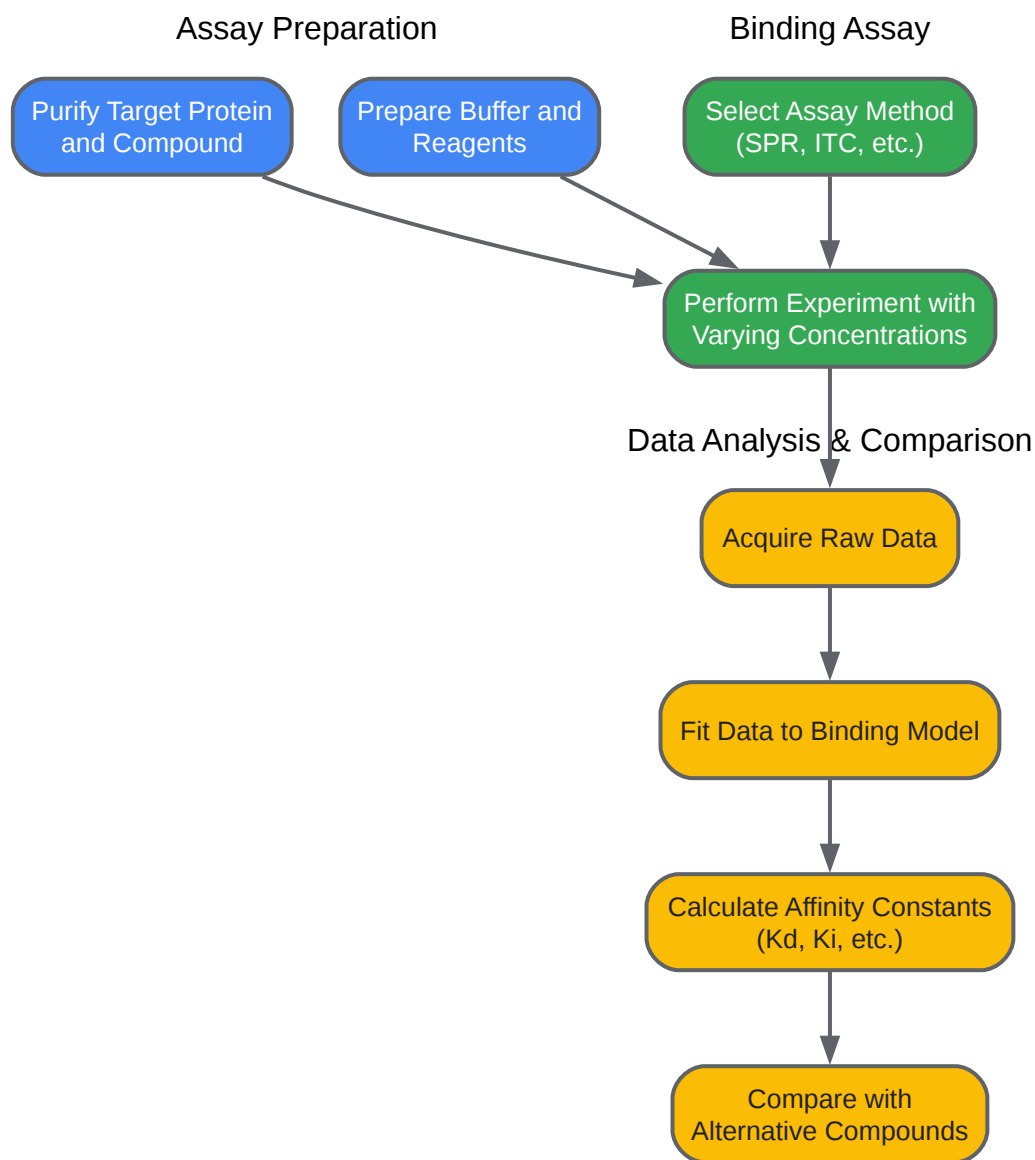 Assay Preparation
Binding Assay
Purify Target Protein
and Compound
Prepare Buffer and
Reagents
Select Assay Method
(SPR, ITC, etc.)
Perform Experiment with
Varying Concentrations
Data Analysis & Comparison
Acquire Raw Data
Fit Data to Binding Model
Calculate Affinity Constants
(Kd, Ki, etc.)
Compare with
Alternative Compounds